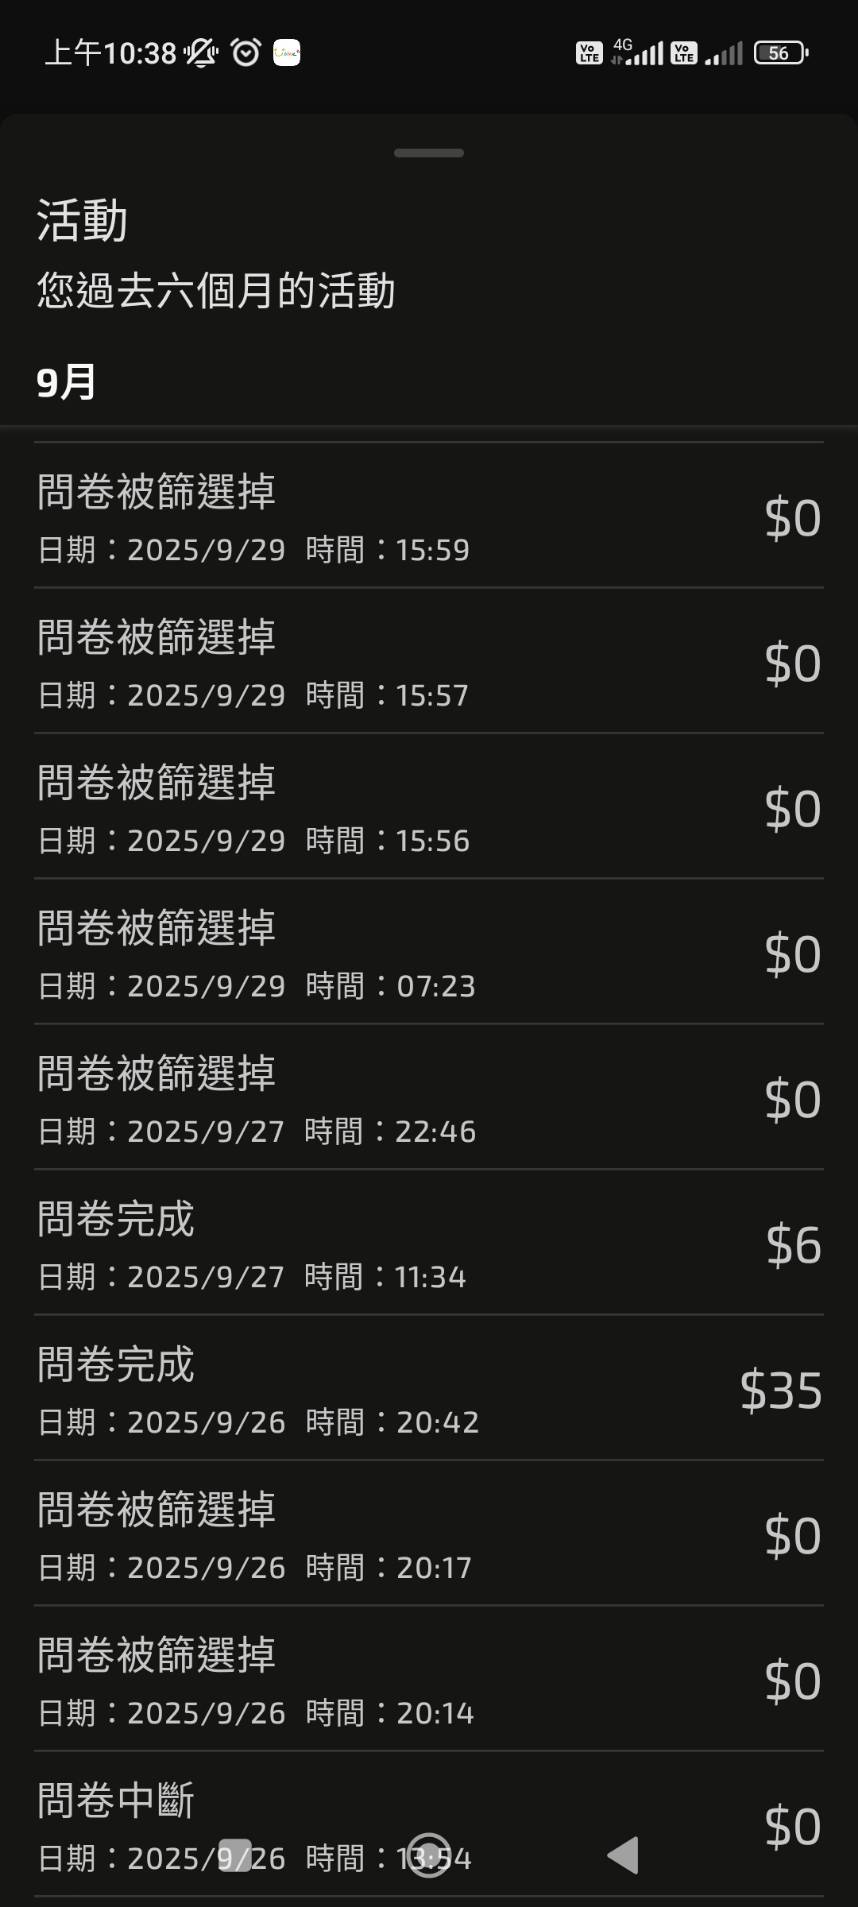 上午10:38
4G
Vo LTE
Vo LTE
56
活動
您過去六個月的活動
9月
問卷被篩選掉
$0
日期：2025/9/29 時間：15:59
問卷被篩選掉
$0
日期：2025/9/29 時間：15:57
問卷被篩選掉
$0
日期：2025/9/29 時間：15:56
問卷被篩選掉
$0
日期：2025/9/29 時間：07:23
問卷被篩選掉
$0
日期：2025/9/27 時間：22:46
問卷完成
$6
日期：2025/9/27 時間：11:34
問卷完成
$35
日期：2025/9/26 時間：20:42
問卷被篩選掉
$0
日期：2025/9/26 時間：20:17
問卷被篩選掉
$0
日期：2025/9/26 時間：20:14
問卷中斷
$0
日期：2025/9/26 時間：13:54